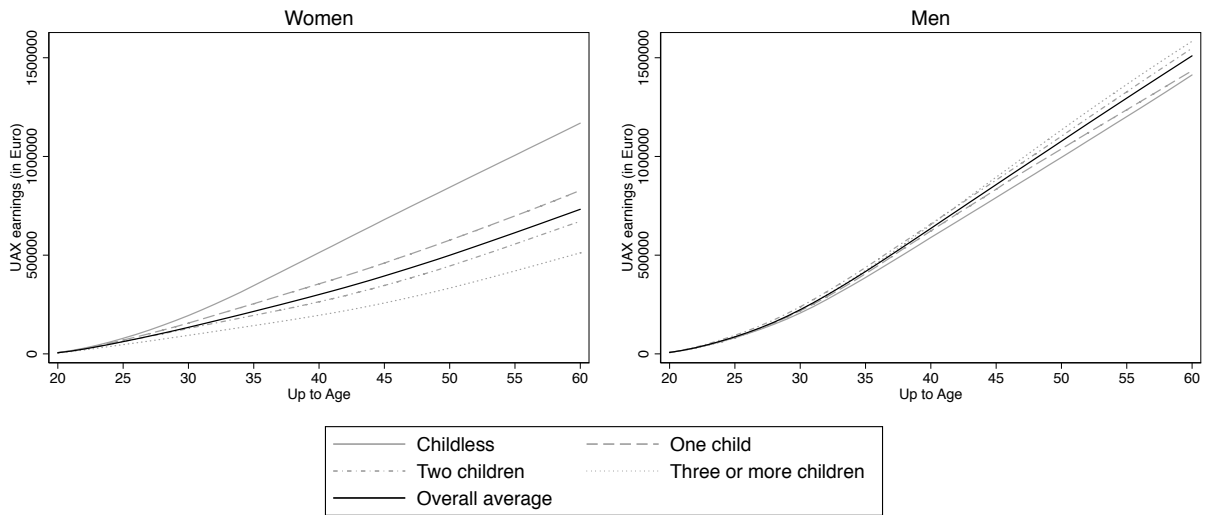 Women
UAX earnings (in Euro)
1500000
1000000
500000
0
20 25 30 35 40 45 50 55 60
Up to Age
Men
UAX earnings (in Euro)
1500000
1000000
500000
0
20 25 30 35 40 45 50 55 60
Up to Age
Childless One child
Two children Three or more children
Overall average